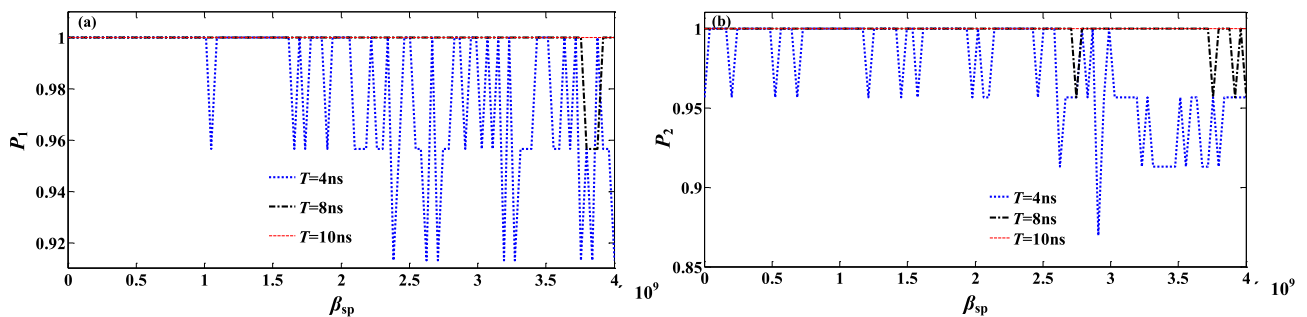 (a)
1
0.98
0.96
0.94
0.92
P1
T=4ns
T=8ns
T=10ns
0 0.5 1 1.5 2 2.5 3 3.5 4
βsp
10^9
(b)
1
0.95
0.9
0.85
P2
T=4ns
T=8ns
T=10ns
0 0.5 1 1.5 2 2.5 3 3.5 4
βsp
10^9